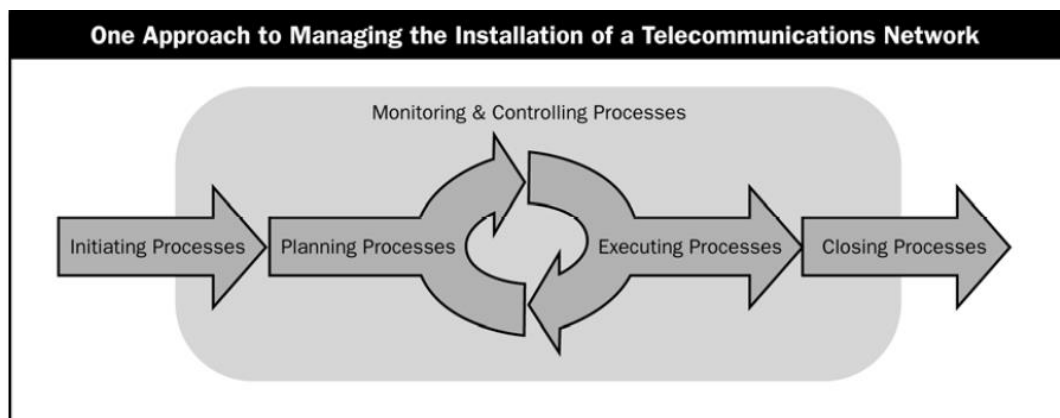 One Approach to Managing the Installation of a Telecommunications Network
Monitoring & Controlling Processes
Initiating Processes
Planning Processes
Executing Processes
Closing Processes